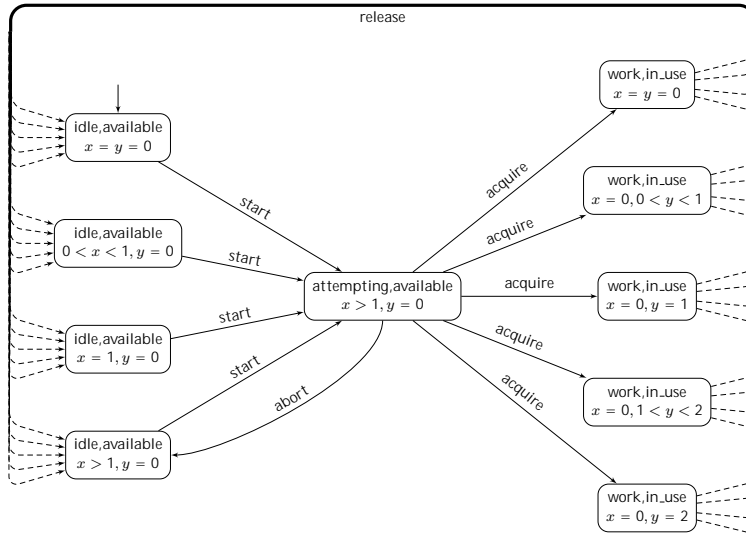 release
idle,available
x = y = 0
idle,available
0 < x < 1, y = 0
idle,available
x = 1, y = 0
idle,available
x > 1, y = 0
start
start
start
start
abort
attempting,available
x > 1, y = 0
acquire
acquire
acquire
acquire
acquire
work,in_use
x = y = 0
work,in_use
x = 0, 0 < y < 1
work,in_use
x = 0, y = 1
work,in_use
x = 0, 1 < y < 2
work,in_use
x = 0, y = 2